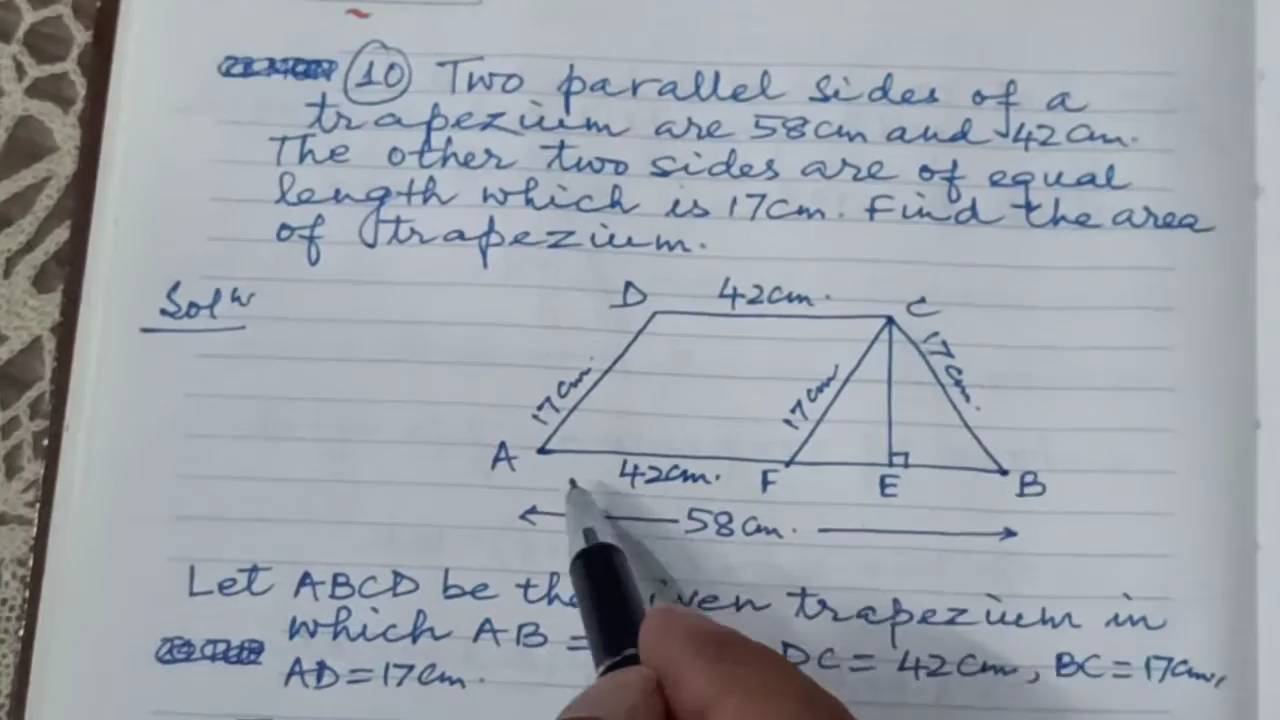 (10) Two parallel sides of a
trapezium are 58cm and 42cm.
The other two sides are of equal
length which is 17cm. Find the area
of trapezium.
Soln
D 42cm. C
17cm. 17cm 17cm.
A 42cm. F E B
58cm.
Let ABCD be the given trapezium in
which AB = DC = 42cm, BC = 17cm,
AD = 17cm.